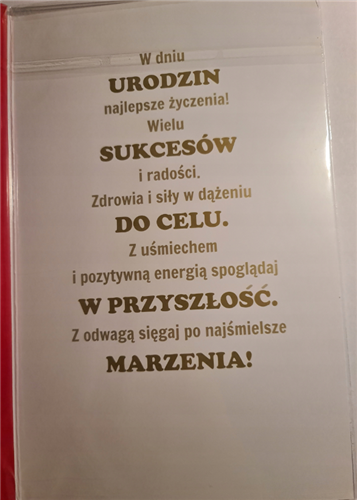 W dniu
URODZIN
najlepsze życzenia!
Wielu
SUKCESÓW
i radości.
Zdrowia i siły w dążeniu
DO CELU.
Z uśmiechem
i pozytywną energią spoglądaj
W PRZYSZŁOŚĆ.
Z odwagą sięgaj po najśmielsze
MARZENIA!